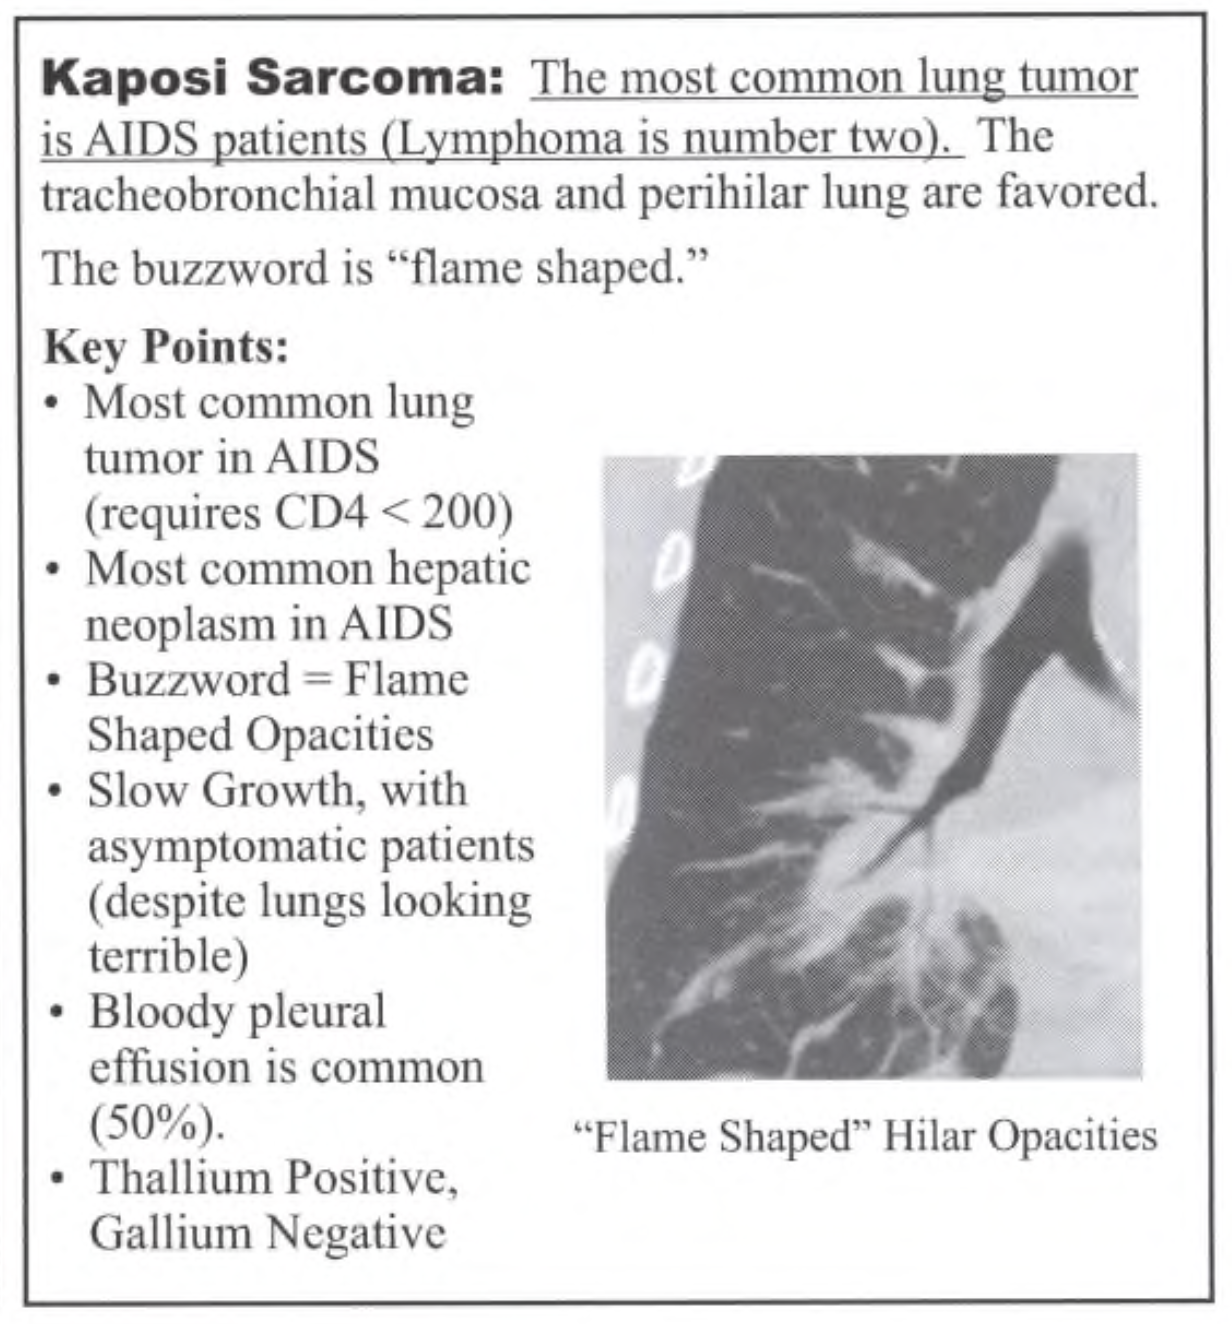 Kaposi Sarcoma: The most common lung tumor
is AIDS patients (Lymphoma is number two). The
tracheobronchial mucosa and perihilar lung are favored.
The buzzword is “flame shaped.”
Key Points:
• Most common lung
tumor in AIDS
(requires CD4 < 200)
• Most common hepatic
neoplasm in AIDS
• Buzzword = Flame
Shaped Opacities
• Slow Growth, with
asymptomatic patients
(despite lungs looking
terrible)
• Bloody pleural
effusion is common
(50%).
• Thallium Positive,
Gallium Negative
“Flame Shaped” Hilar Opacities